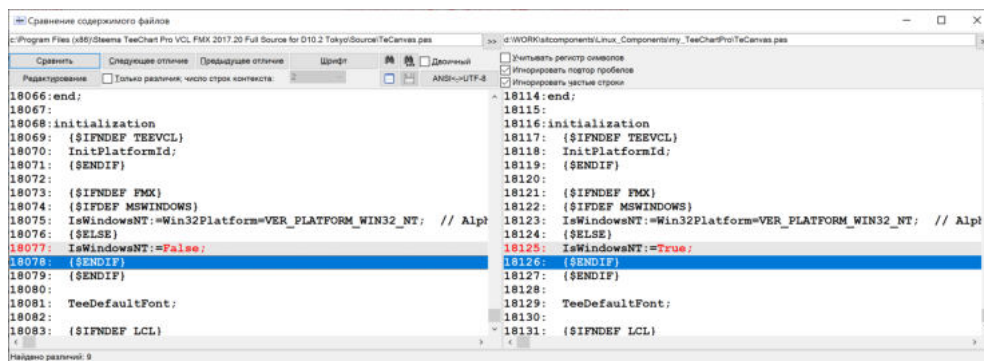 Сравнение содержимого файлов
c:\Program Files (x86)\Steema TeeChart Pro VCL FMX 2017.20 Full Source for D10.2 Tokyo\Source\TeCanvas.pas >> d:\WORK\altcomponents\Linux_Components\my_TeeChartPro\TeCanvas.pas
Сравнить Следующее отличие Предыдущее отличие Шрифт Двоичный
Редактирование Только различия; число строк контекста: 2 ANSI<->UTF-8
Учитывать регистр символов
Игнорировать повтор пробелов
Игнорировать частые строки
18066:end;
18067:
18068:initialization
18069: {$IFNDEF TEEVCL}
18070: InitPlatformId;
18071: {$ENDIF}
18072:
18073: {$IFNDEF FMX}
18074: {$IFDEF MSWINDOWS}
18075: IsWindowsNT:=Win32Platform=VER_PLATFORM_WIN32_NT; // Alph
18076: {$ELSE}
18077: IsWindowsNT:=False;
18078: {$ENDIF}
18079: {$ENDIF}
18080:
18081: TeeDefaultFont;
18082:
18083: {$IFNDEF LCL}
18114:end;
18115:
18116:initialization
18117: {$IFNDEF TEEVCL}
18118: InitPlatformId;
18119: {$ENDIF}
18120:
18121: {$IFNDEF FMX}
18122: {$IFDEF MSWINDOWS}
18123: IsWindowsNT:=Win32Platform=VER_PLATFORM_WIN32_NT; // Alph
18124: {$ELSE}
18125: IsWindowsNT:=True;
18126: {$ENDIF}
18127: {$ENDIF}
18128:
18129: TeeDefaultFont;
18130:
18131: {$IFNDEF LCL}
Найдено различий: 9